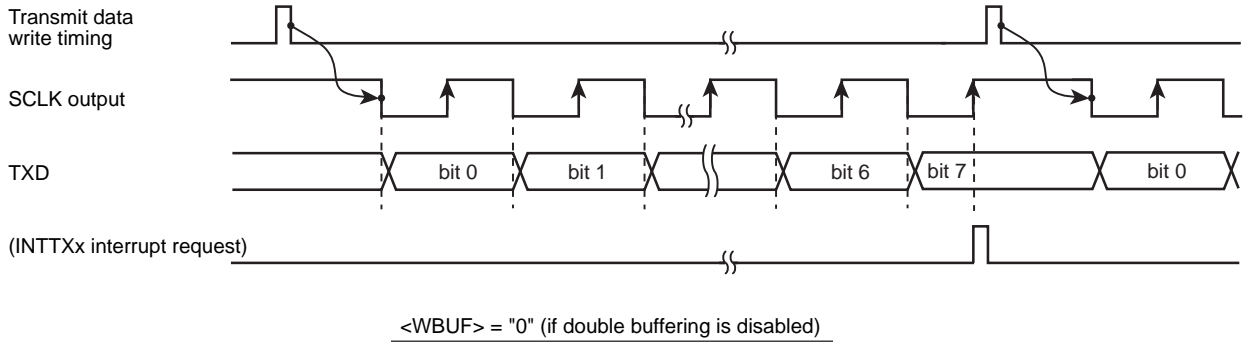 Transmit data
write timing
SCLK output
TXD
bit 0
bit 1
bit 6
bit 7
bit 0
(INTTXx interrupt request)
<WBUF> = "0" (if double buffering is disabled)